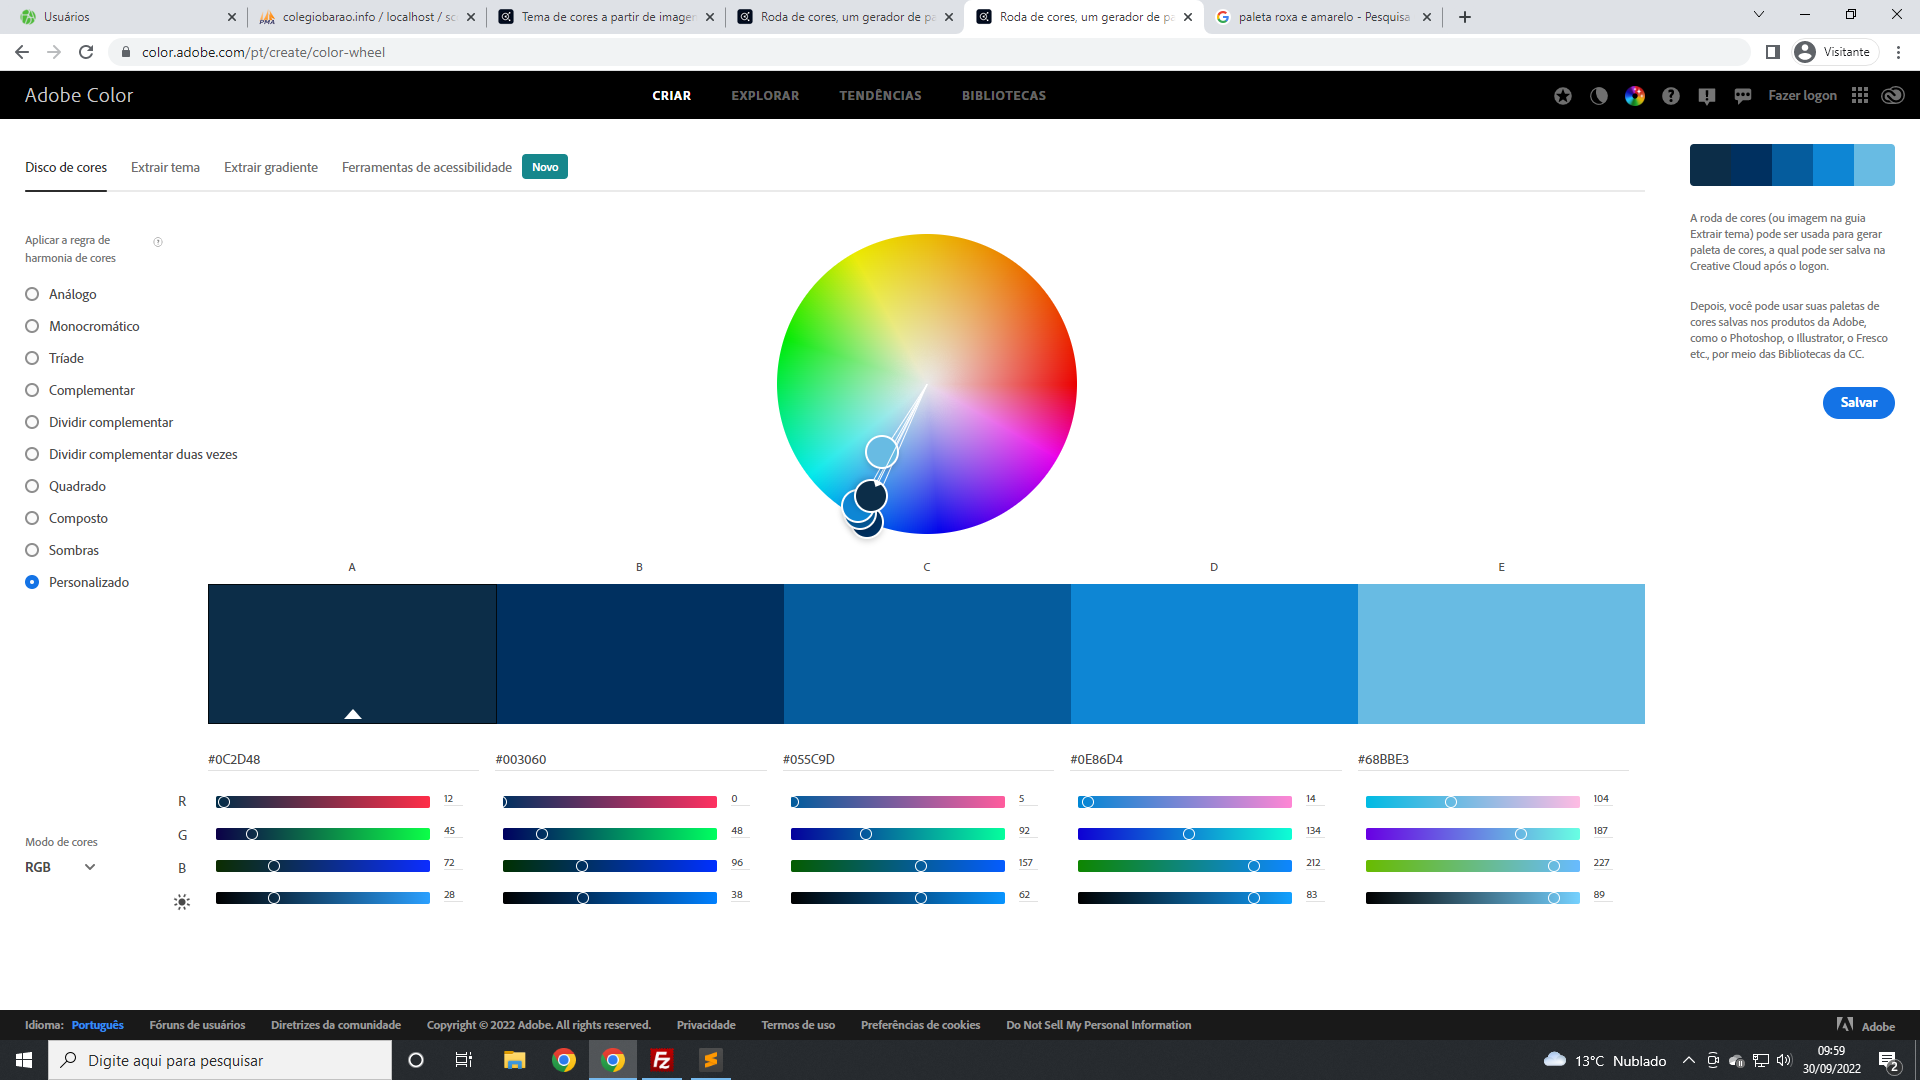 Usuários
colegiobarao.info / localhost / sc
Tema de cores a partir de imagen
Roda de cores, um gerador de pa
Roda de cores, um gerador de pa
paleta roxa e amarelo - Pesquisa
color.adobe.com/pt/create/color-wheel
Visitante
Adobe Color
CRIAR
EXPLORAR
TENDÊNCIAS
BIBLIOTECAS
Fazer logon
Disco de cores
Extrair tema
Extrair gradiente
Ferramentas de acessibilidade
Novo
Aplicar a regra de
harmonia de cores
Análogo
Monocromático
Tríade
Complementar
Dividir complementar
Dividir complementar duas vezes
Quadrado
Composto
Sombras
Personalizado
A roda de cores (ou imagem na guia
Extrair tema) pode ser usada para gerar
paleta de cores, a qual pode ser salva na
Creative Cloud após o logon.
Depois, você pode usar suas paletas de
cores salvas nos produtos da Adobe,
como o Photoshop, o Illustrator, o Fresco
etc., por meio das Bibliotecas da CC.
Salvar
A B C D E
#0C2D48 #003060 #055C9D #0E86D4 #68BBE3
R 12 0 5 14 104
G 45 48 92 134 187
B 72 96 157 212 227
28 38 62 83 89
Modo de cores
RGB
Idioma: Português Fóruns de usuários Diretrizes da comunidade Copyright © 2022 Adobe. All rights reserved. Privacidade Termos de uso Preferências de cookies Do Not Sell My Personal Information Adobe
Digite aqui para pesquisar
13°C Nublado
09:59
30/09/2022
2